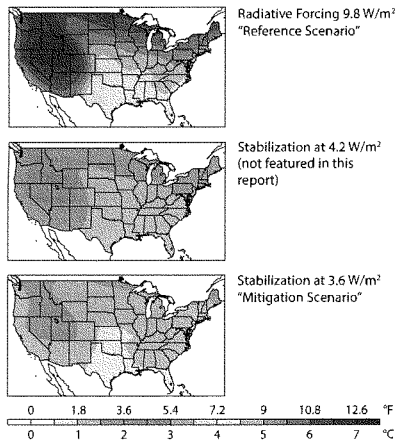 Radiative Forcing 9.8 W/m²
“Reference Scenario”
Stabilization at 4.2 W/m²
(not featured in this
report)
Stabilization at 3.6 W/m²
“Mitigation Scenario”
0 1.8 3.6 5.4 7.2 9 10.8 12.6 °F
0 1 2 3 4 5 6 7 °C